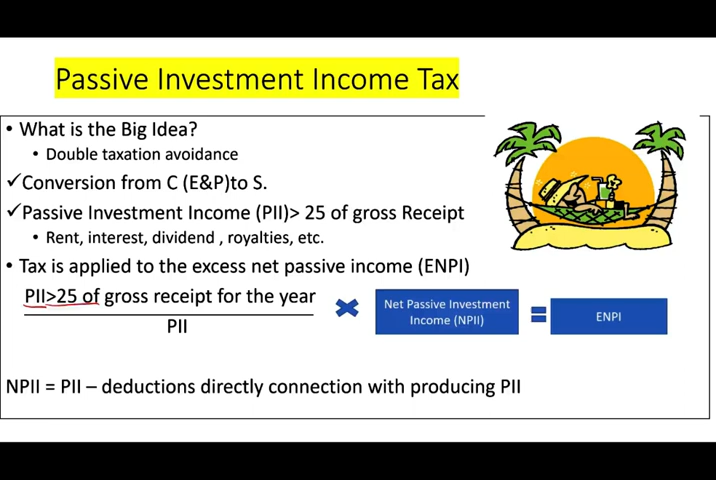 Passive Investment Income Tax
• What is the Big Idea?
• Double taxation avoidance
✓Conversion from C (E&P)to S.
✓Passive Investment Income (PII)> 25 of gross Receipt
• Rent, interest, dividend , royalties, etc.
• Tax is applied to the excess net passive income (ENPI)
PII>25 of gross receipt for the year
PII
Net Passive Investment
Income (NPII)
ENPI
NPII = PII – deductions directly connection with producing PII